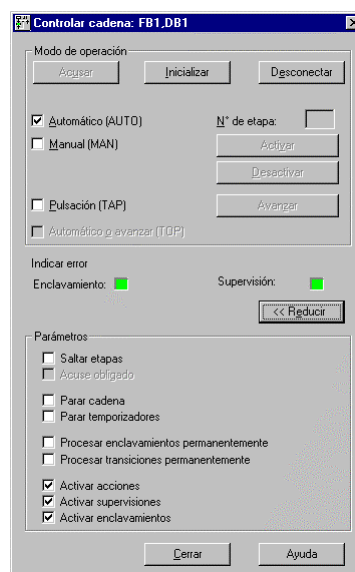 Controlar cadena: FB1,DB1
Modo de operación
Acusar Inicializar Desconectar
Automático (AUTO) N° de etapa:
Manual (MAN) Activar
Desactivar
Pulsación (TAP) Avanzar
Automático o avanzar (TOP)
Indicar error
Enclavamiento: Supervisión:
<< Reducir
Parámetros
Saltar etapas
Acuse obligado
Parar cadena
Parar temporizadores
Procesar enclavamientos permanentemente
Procesar transiciones permanentemente
Activar acciones
Activar supervisiones
Activar enclavamientos
Cerrar Ayuda